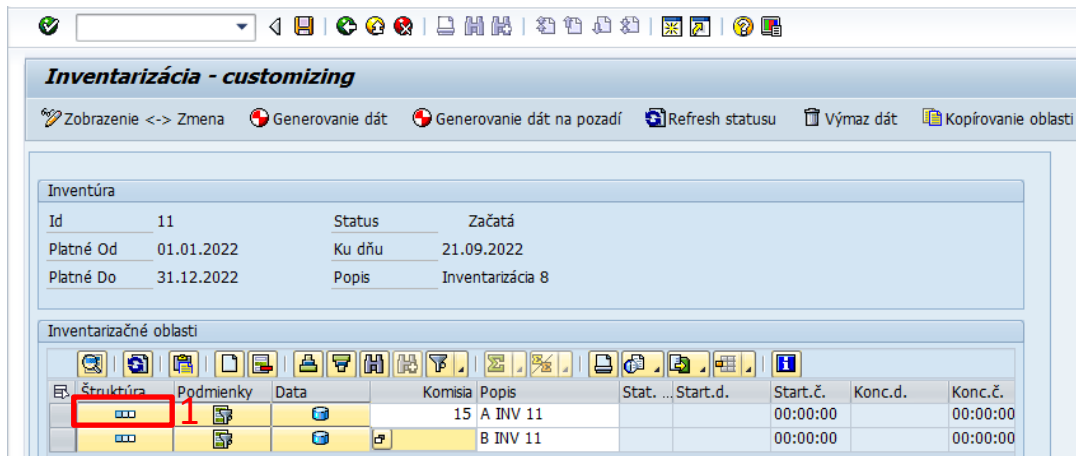 Inventarizácia - customizing
Zobrazenie <-> Zmena Generovanie dát Generovanie dát na pozadí Refresh statusu Výmaz dát Kopírovanie oblasti
Inventúra
Id 11 Status Začatá
Platné Od 01.01.2022 Ku dňu 21.09.2022
Platné Do 31.12.2022 Popis Inventarizácia 8
Inventarizačné oblasti
Štruktúra Podmienky Data Komisia Popis Stat. ... Start.d. Start.č. Konc.d. Konc.č.
1 15 A INV 11 00:00:00 00:00:00
B INV 11 00:00:00 00:00:00